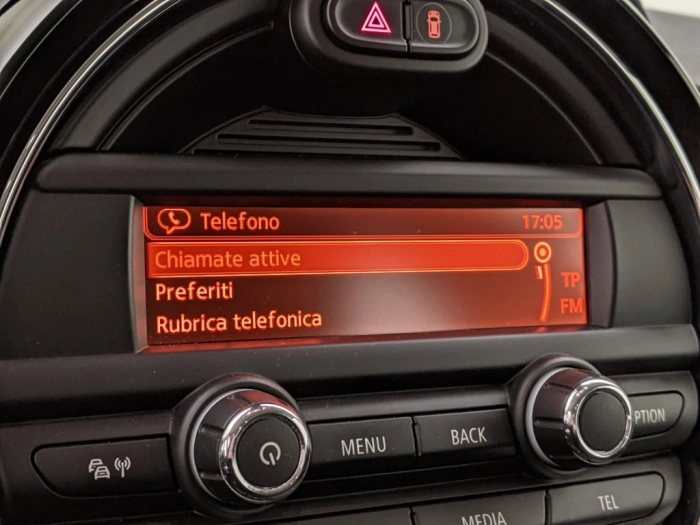 Telefono 17:05
Chiamate attive
Preferiti
TP
Rubrica telefonica FM
MENU BACK PTION
MEDIA TEL